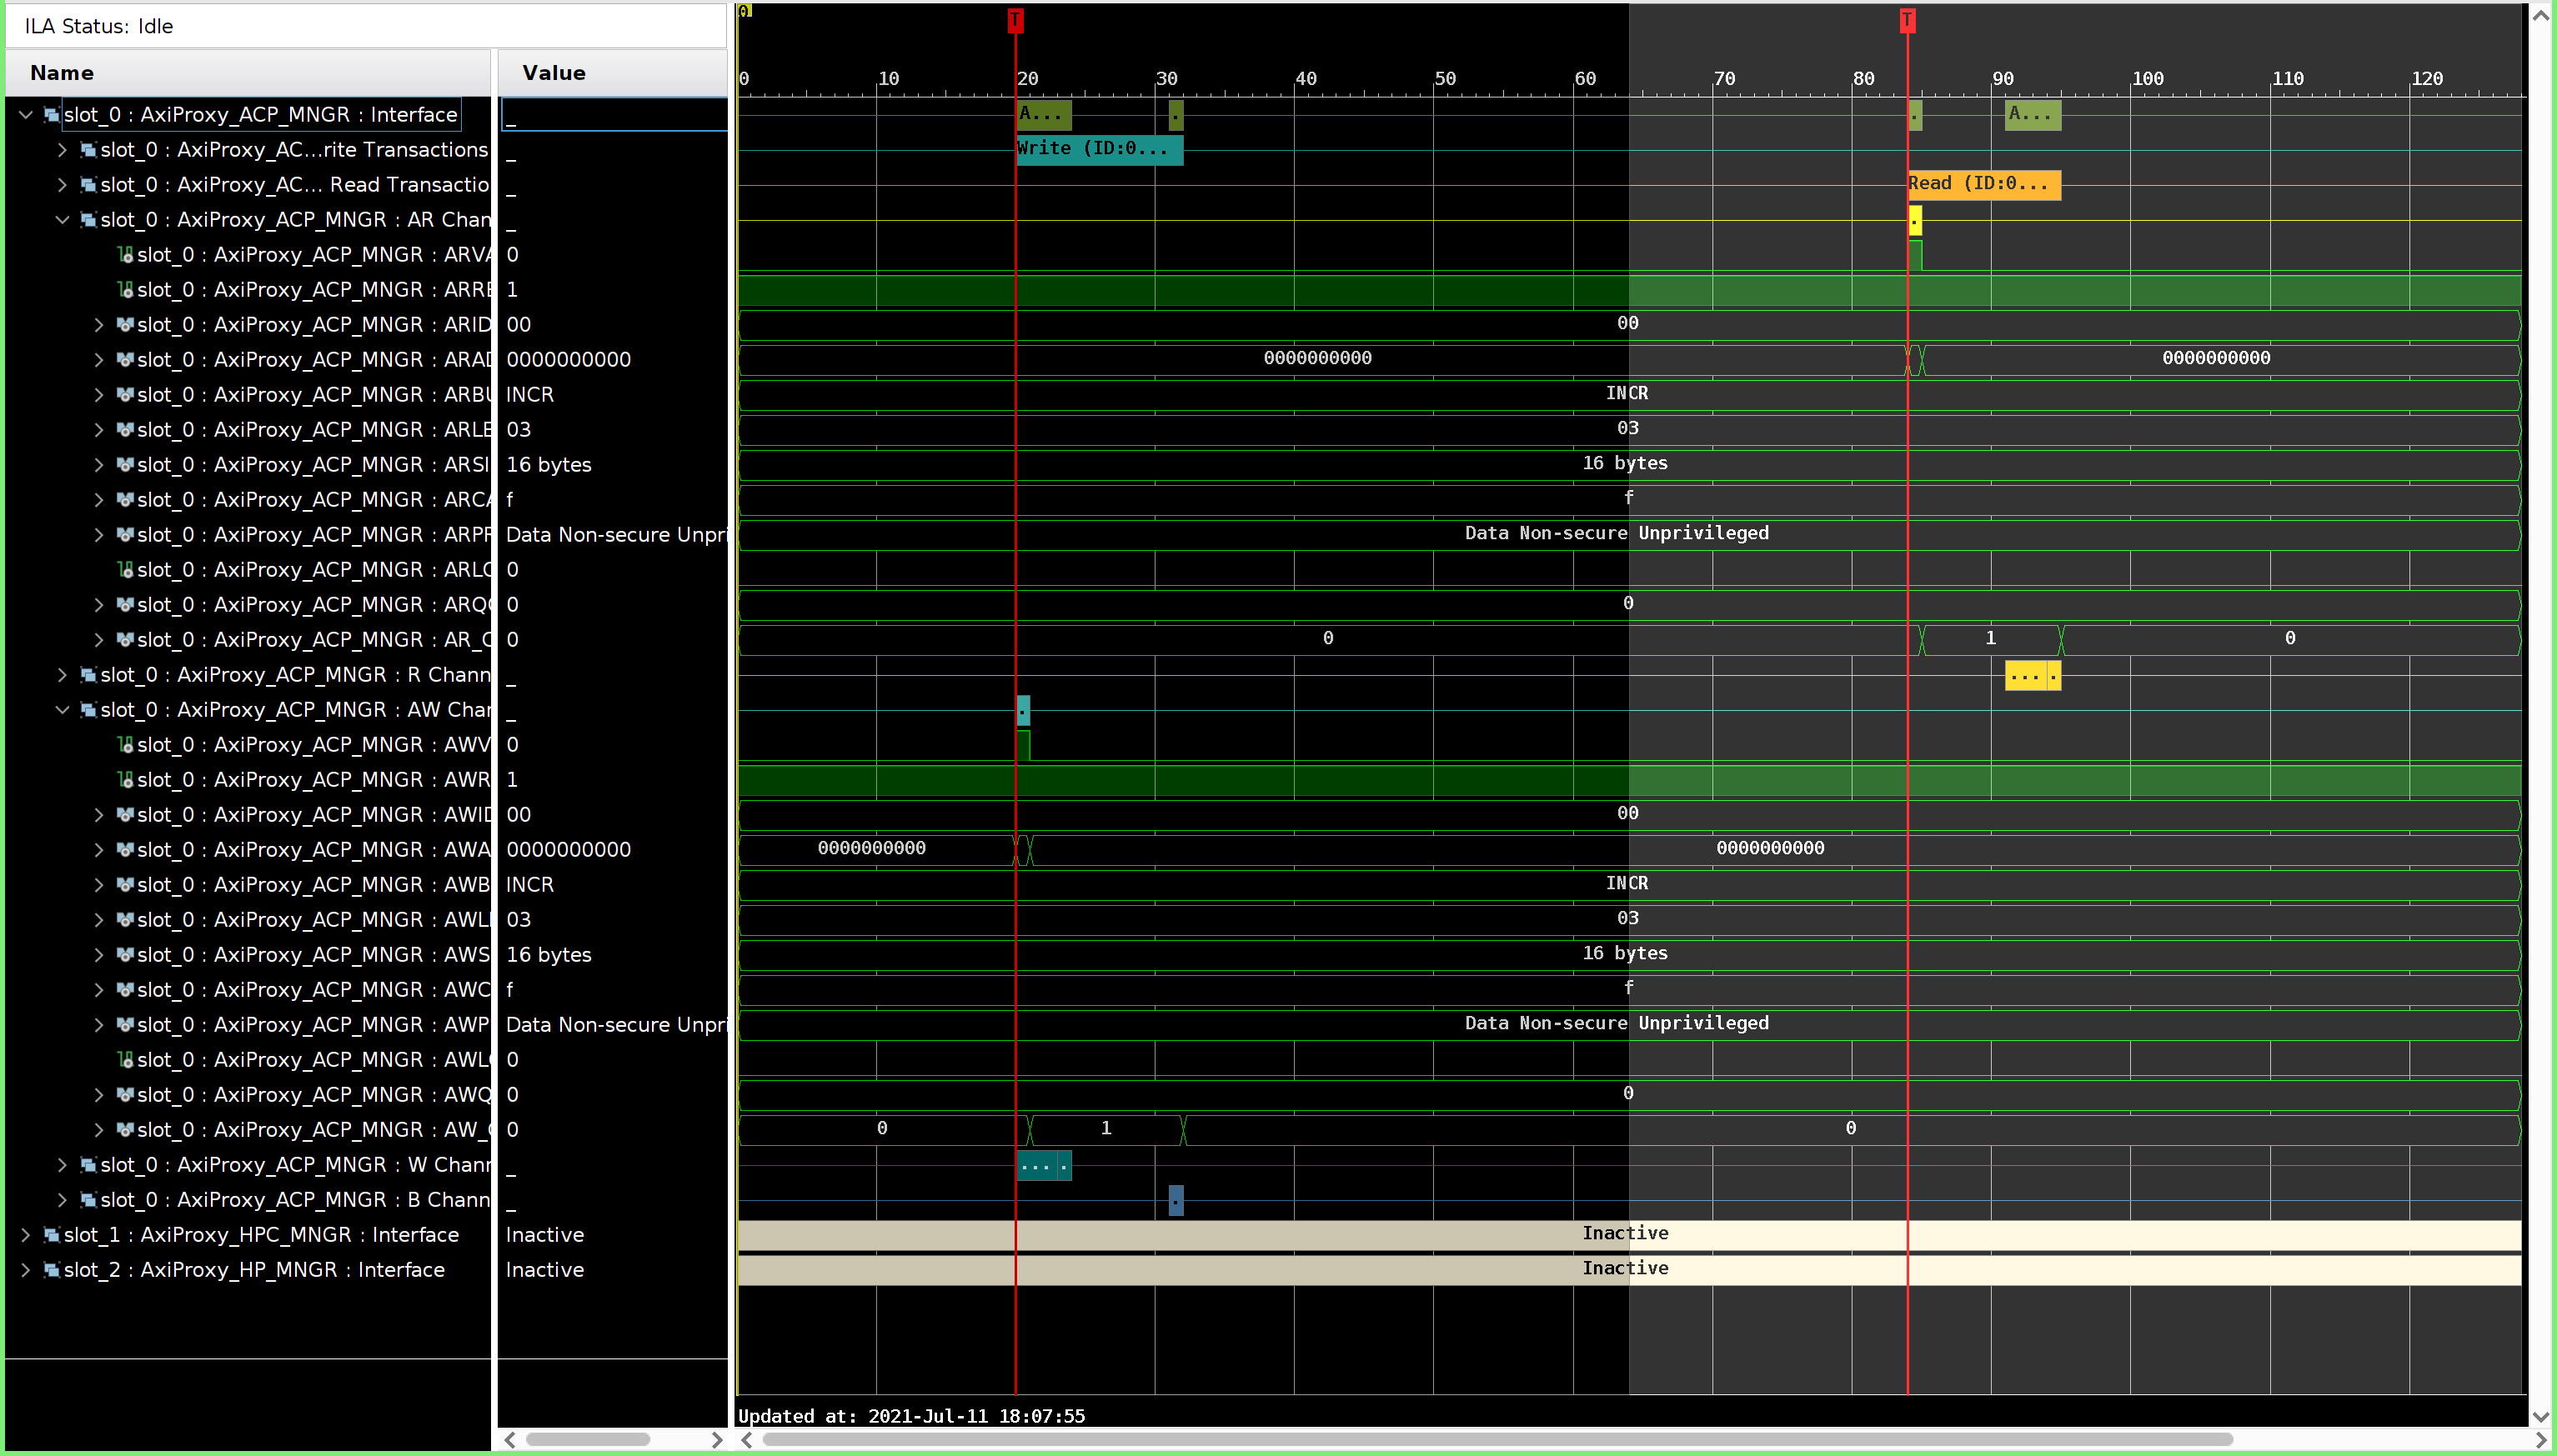 ILA Status: Idle
Name Value
0
T T
0 10 20 30 40 50 60 70 80 90 100 110 120
slot_0 : AxiProxy_ACP_MNGR : Interface _ A... . . A...
slot_0 : AxiProxy_AC...rite Transactions _ Write (ID:0...
slot_0 : AxiProxy_AC... Read Transactio _ Read (ID:0...
slot_0 : AxiProxy_ACP_MNGR : AR Chan _ .
slot_0 : AxiProxy_ACP_MNGR : ARVA 0
slot_0 : AxiProxy_ACP_MNGR : ARRE 1
slot_0 : AxiProxy_ACP_MNGR : ARID 00 00
slot_0 : AxiProxy_ACP_MNGR : ARAD 0000000000 0000000000 0000000000
slot_0 : AxiProxy_ACP_MNGR : ARBU INCR INCR
slot_0 : AxiProxy_ACP_MNGR : ARLE 03 03
slot_0 : AxiProxy_ACP_MNGR : ARSI 16 bytes 16 bytes
slot_0 : AxiProxy_ACP_MNGR : ARCA f f
slot_0 : AxiProxy_ACP_MNGR : ARPR Data Non-secure Unpri Data Non-secure Unprivileged
slot_0 : AxiProxy_ACP_MNGR : ARLO 0
slot_0 : AxiProxy_ACP_MNGR : ARQO 0 0
slot_0 : AxiProxy_ACP_MNGR : AR_C 0 0 1 0
slot_0 : AxiProxy_ACP_MNGR : R Chann _ ... .
slot_0 : AxiProxy_ACP_MNGR : AW Char _ .
slot_0 : AxiProxy_ACP_MNGR : AWV 0
slot_0 : AxiProxy_ACP_MNGR : AWR 1
slot_0 : AxiProxy_ACP_MNGR : AWID 00 00
slot_0 : AxiProxy_ACP_MNGR : AWA 0000000000 0000000000 0000000000
slot_0 : AxiProxy_ACP_MNGR : AWB INCR INCR
slot_0 : AxiProxy_ACP_MNGR : AWLI 03 03
slot_0 : AxiProxy_ACP_MNGR : AWS 16 bytes 16 bytes
slot_0 : AxiProxy_ACP_MNGR : AWC f f
slot_0 : AxiProxy_ACP_MNGR : AWP Data Non-secure Unpri Data Non-secure Unprivileged
slot_0 : AxiProxy_ACP_MNGR : AWL 0
slot_0 : AxiProxy_ACP_MNGR : AWQ 0 0
slot_0 : AxiProxy_ACP_MNGR : AW_ 0 0 1 0
slot_0 : AxiProxy_ACP_MNGR : W Chann _ ... .
slot_0 : AxiProxy_ACP_MNGR : B Chann _ .
slot_1 : AxiProxy_HPC_MNGR : Interface Inactive Inactive
slot_2 : AxiProxy_HP_MNGR : Interface Inactive Inactive
Updated at: 2021-Jul-11 18:07:55